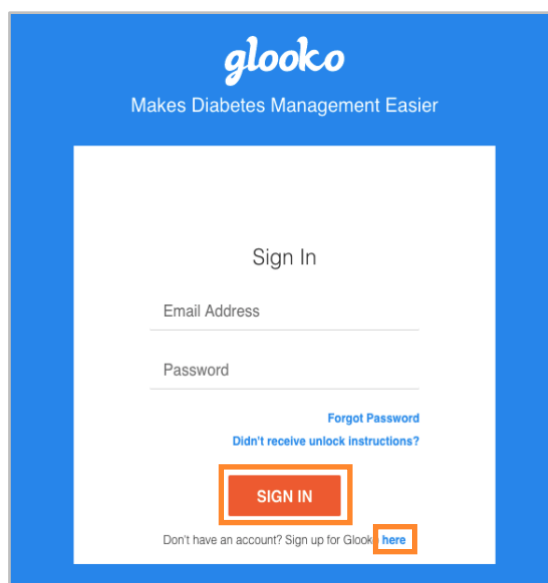 glooko
Makes Diabetes Management Easier
Sign In
Email Address
Password
Forgot Password
Didn't receive unlock instructions?
SIGN IN
Don't have an account? Sign up for Glooko here